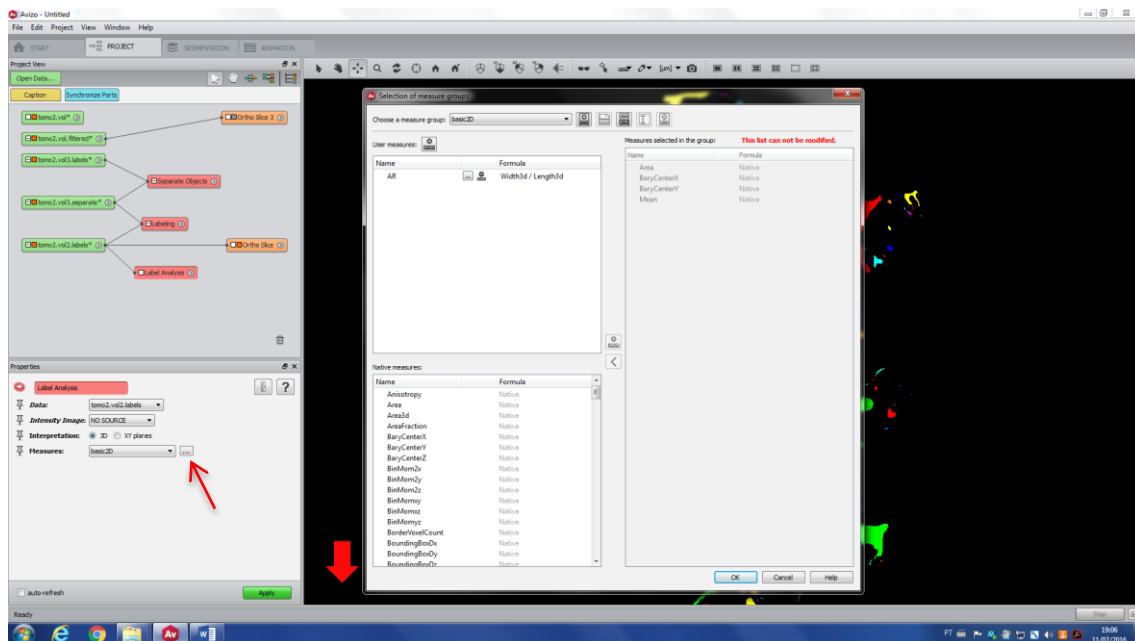 Avizo - Untitled
File Edit Project View Window Help
START PROJECT SEGMENTATION ANIMATION
Project View
Open Data...
Caption Synchronize Ports
tomo2.vol*
Ortho Slice 3
tomo2.vol.filtered*
tomo2.vol3.labels*
Separate Objects
tomo2.vol3.separate*
Labeling
tomo2.vol2.labels*
Ortho Slice
Label Analysis
Properties
Label Analysis
?
Data: tomo2.vol2.labels
Intensity Image: NO SOURCE
Interpretation: 3D XY planes
Measures: basic2D ...
auto-refresh Apply
Ready
Stop
Selection of measure groups
Choose a measure group: basic2D
User measures:
Name Formula
AR ... Width3d / Length3d
Native measures:
Name Formula
Anisotropy Native
Area Native
Area3d Native
AreaFraction Native
BaryCenterX Native
BaryCenterY Native
BaryCenterZ Native
BinMom2x Native
BinMom2y Native
BinMom2z Native
BinMomxy Native
BinMomxz Native
BinMomyz Native
BorderVoxelCount Native
BoundingBoxDx Native
BoundingBoxDy Native
BoundingBoxDz Native
Measures selected in the group: This list can not be modified.
Name Formula
Area Native
BaryCenterX Native
BaryCenterY Native
Mean Native
OK Cancel Help
PT
19:06
11/07/2016